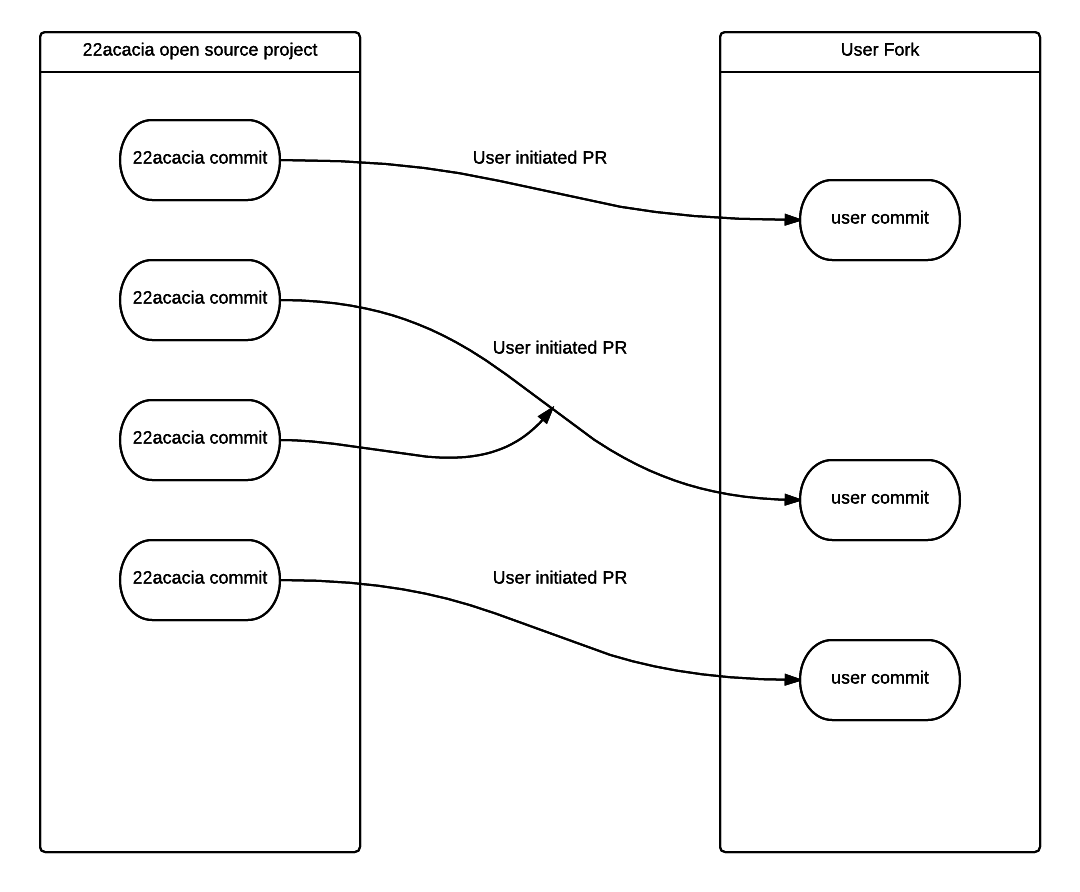 22acacia open source project
User Fork
22acacia commit
User initiated PR
user commit
22acacia commit
User initiated PR
22acacia commit
user commit
22acacia commit
User initiated PR
user commit